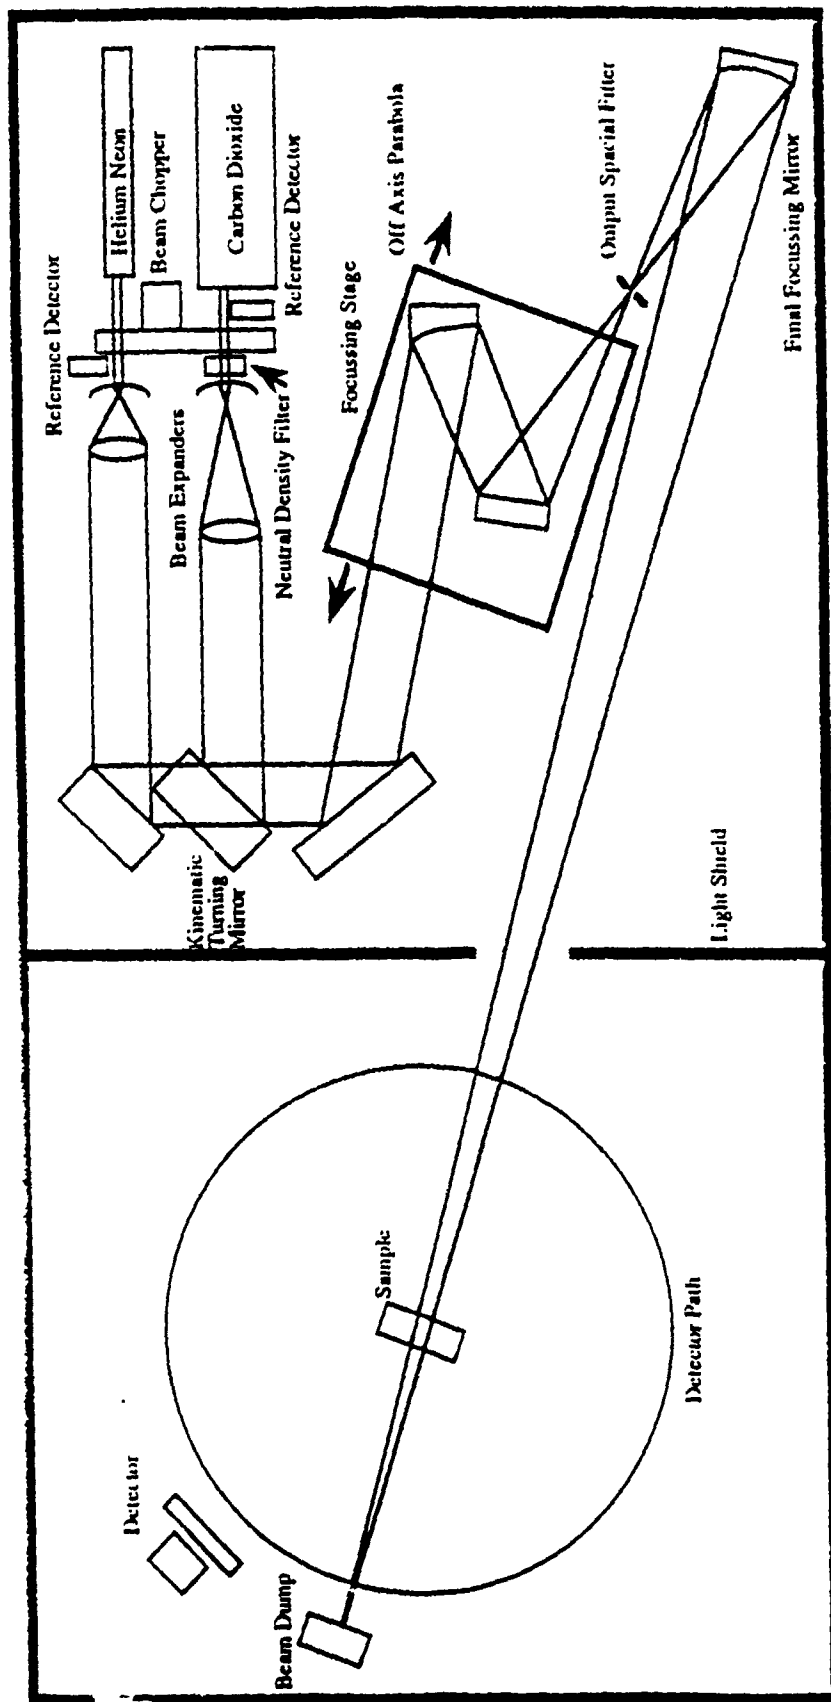 Reference Detector
Helium Neon
Beam Chopper
Carbon Dioxide
Reference Detector
Beam Expanders
Neutral Density Filter
Focussing Stage
Off Axis Parabola
Output Spacial Filter
Final Focussing Mirror
Kinematic
Turning
Mirror
Light Shield
Sample
Detector Path
Detector
Beam Dump